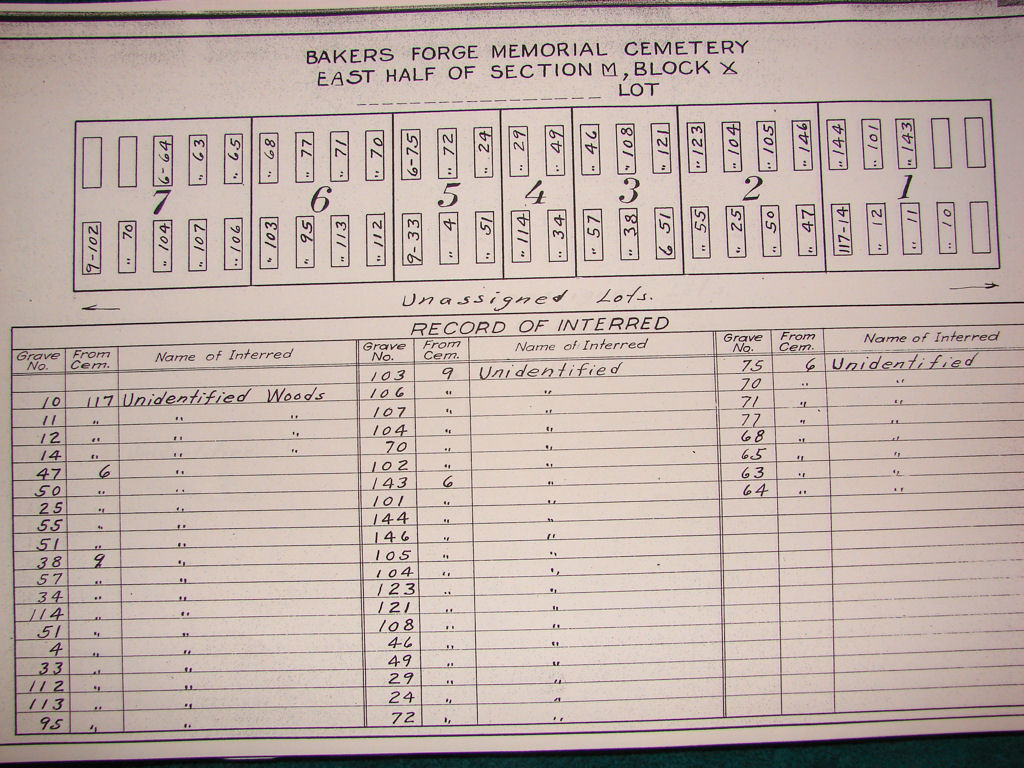 BAKERS FORGE MEMORIAL CEMETERY
EAST HALF OF SECTION M, BLOCK X
LOT
6-64 " 63 " 65 " 68 " 77 " 71 " 70 6-75 " 72 " 24 " 29 " 49 " 46 " 108 " 121 " 123 " 104 " 105 " 146 " 144 " 101 " 143
7 6 5 4 3 2 1
9-102 " 70 " 104 " 107 " 106 " 103 " 95 " 113 " 112 9-33 " 4 " 51 " 114 " 34 " 57 " 38 6 51 " 55 " 25 " 50 " 47 117-14 " 12 " 11 " 10
Unassigned Lots.
RECORD OF INTERRED
Grave No. From Cem. Name of Interred Grave No. From Cem. Name of Interred Grave No. From Cem. Name of Interred
103 9 Unidentified 75 6 Unidentified
10 117 Unidentified Woods 106 " " 70 " "
11 " " " 107 " " 71 " "
12 " " " 104 " " 77 " "
14 " " " 70 " " 68 " "
47 6 " 102 " " 65 " "
50 " " 143 6 " 63 " "
25 " " 101 " " 64 " "
55 " " 144 " "
51 " " 146 " "
38 9 " 105 " "
57 " " 104 " "
34 " " 123 " "
114 " " 121 " "
51 " " 108 " "
4 " " 46 " "
33 " " 49 " "
112 " " 29 " "
113 " " 24 " "
95 " " 72 " "